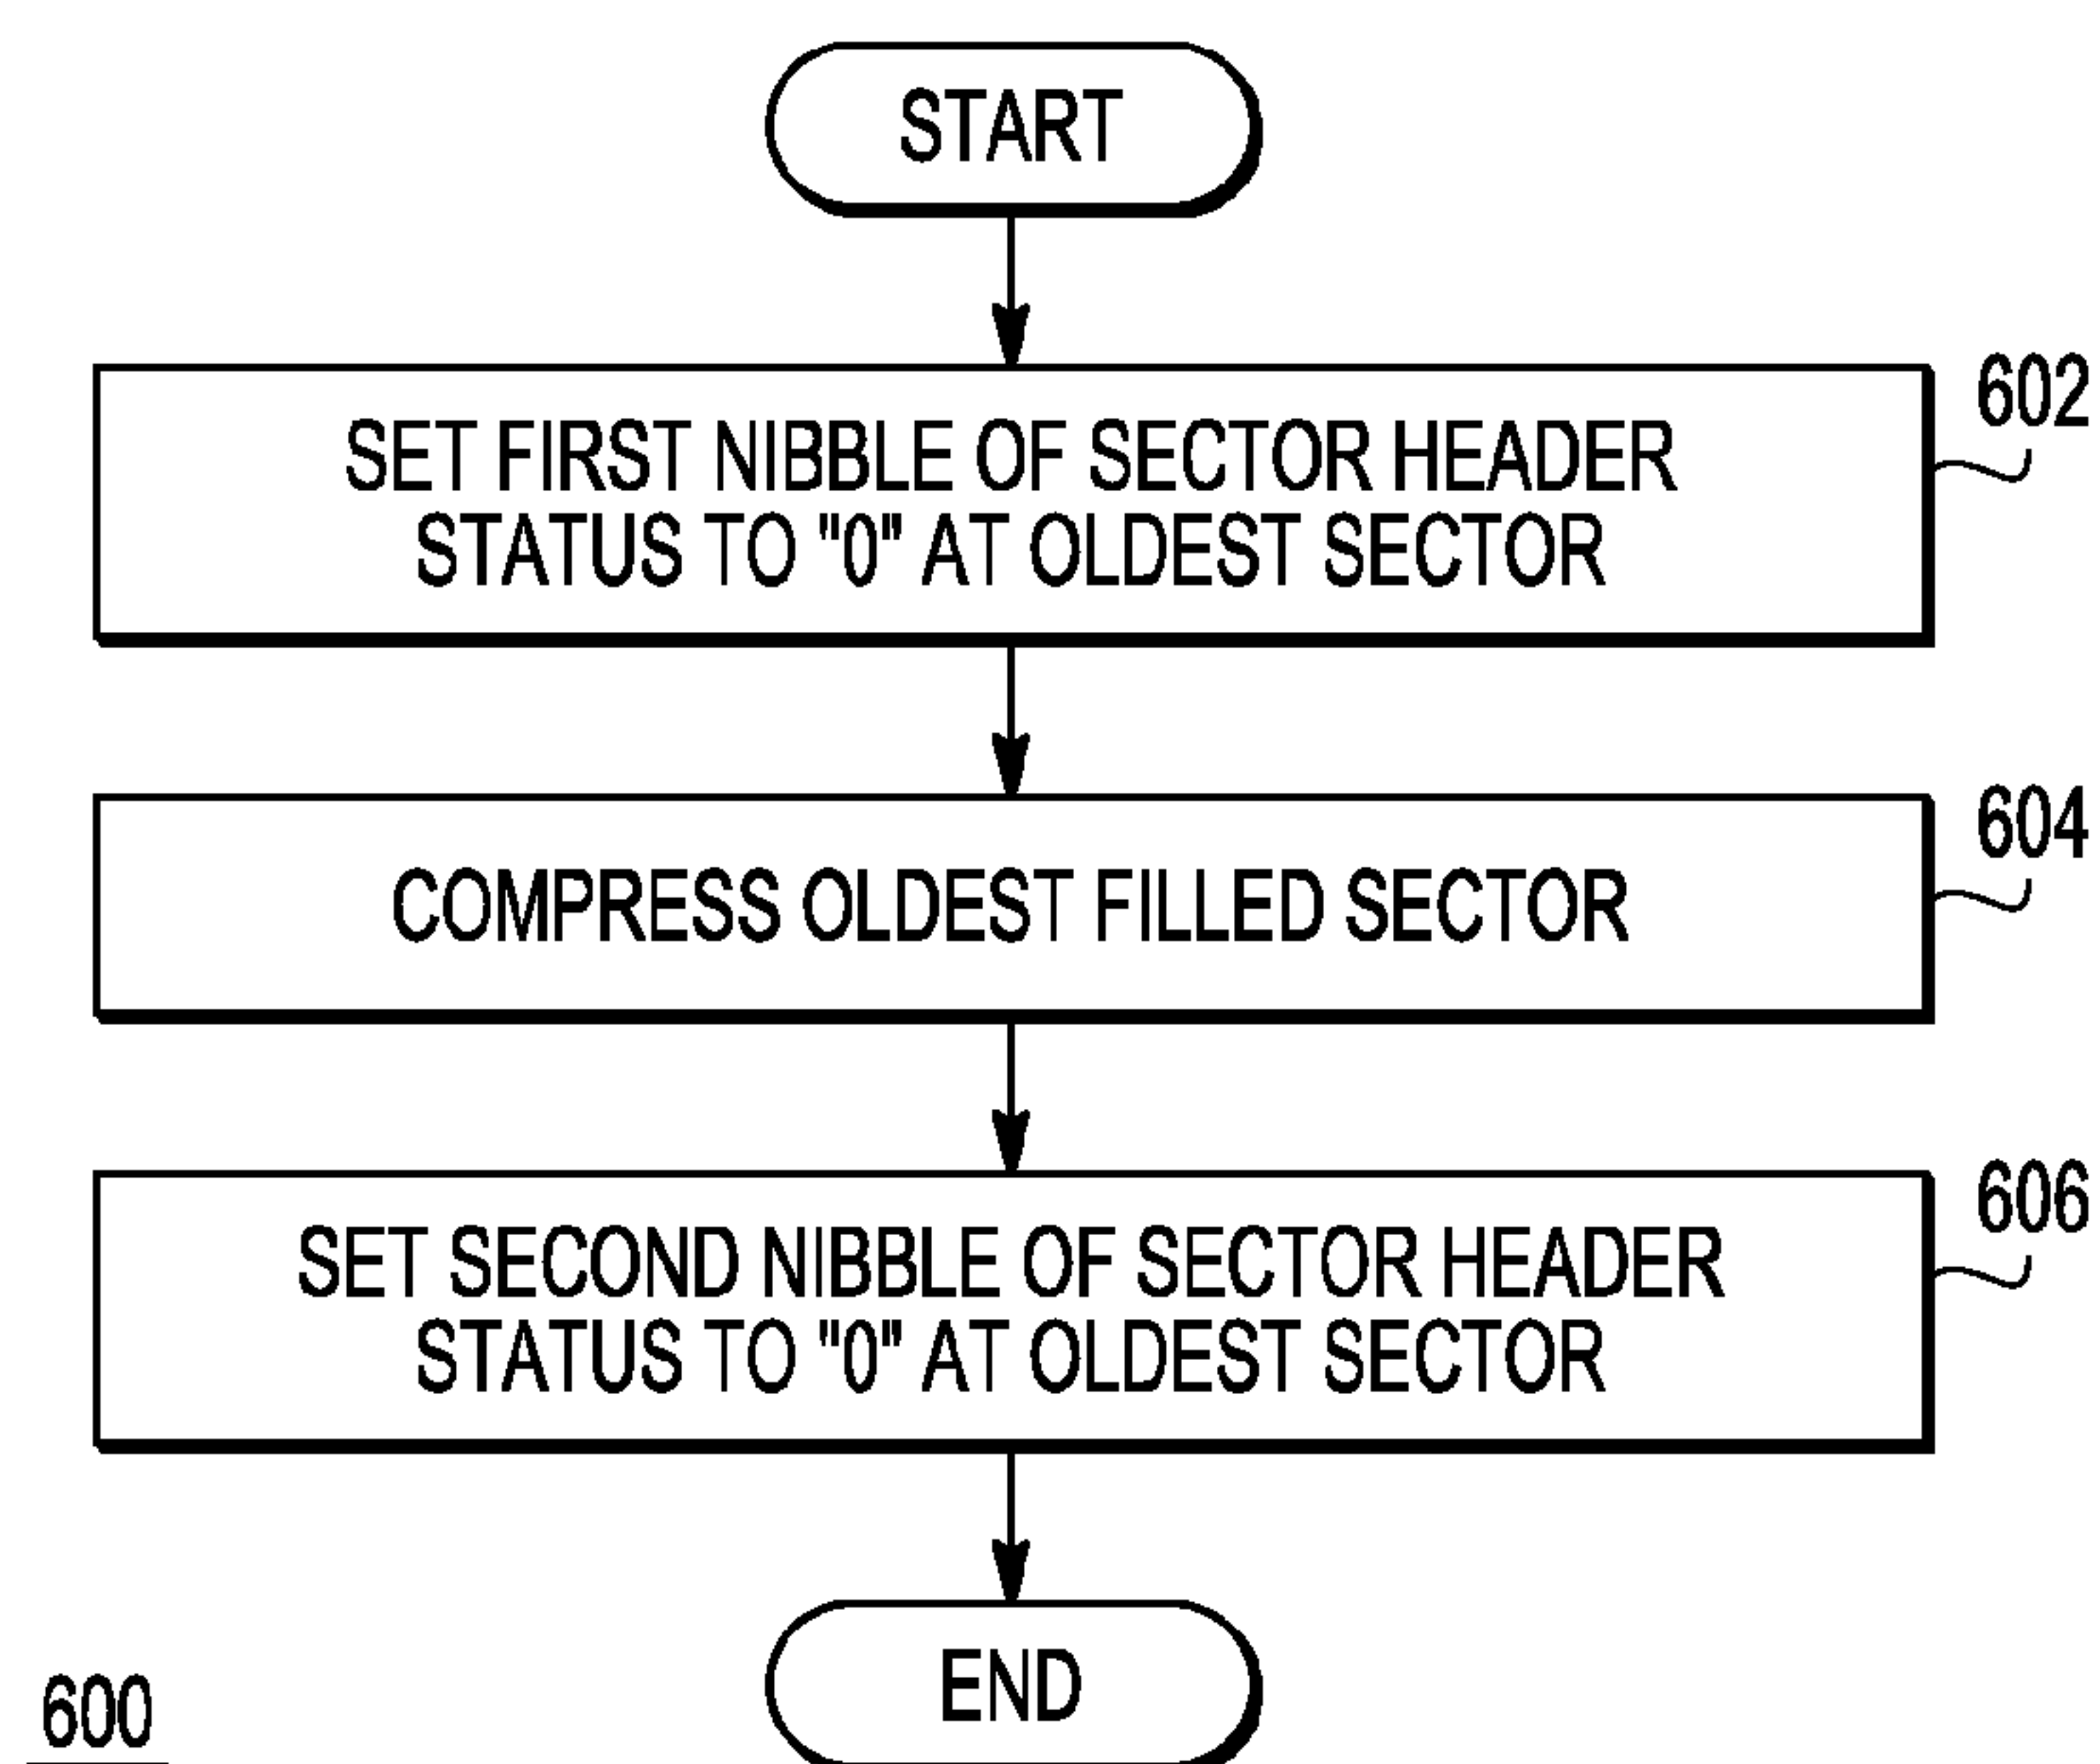 START
602
SET FIRST NIBBLE OF SECTOR HEADER
STATUS TO "0" AT OLDEST SECTOR
604
COMPRESS OLDEST FILLED SECTOR
606
SET SECOND NIBBLE OF SECTOR HEADER
STATUS TO "0" AT OLDEST SECTOR
END
600